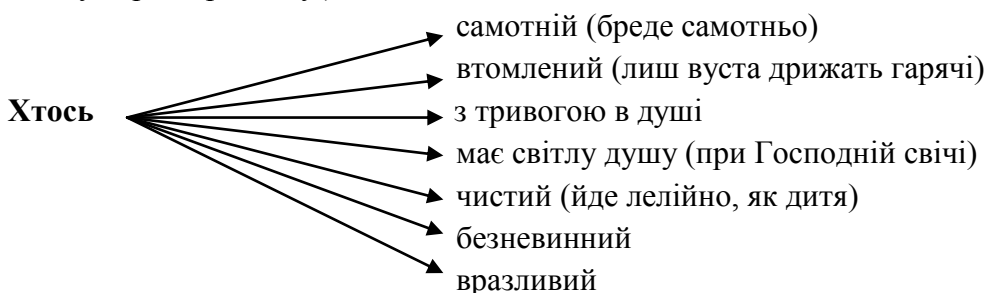 самотній (бреде самотньо)
втомлений (лиш вуста дрижать гарячі)
Хтось
з тривогою в душі
має світлу душу (при Господній свічі)
чистий (йде лелійно, як дитя)
безневинний
вразливий